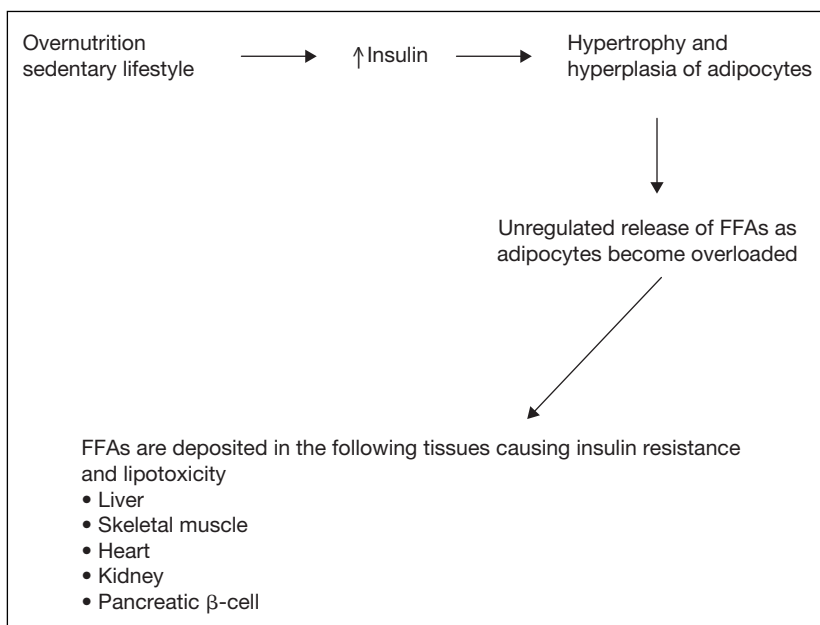 Overnutrition
sedentary lifestyle
↑Insulin
Hypertrophy and
hyperplasia of adipocytes
Unregulated release of FFAs as
adipocytes become overloaded
FFAs are deposited in the following tissues causing insulin resistance
and lipotoxicity
• Liver
• Skeletal muscle
• Heart
• Kidney
• Pancreatic β-cell